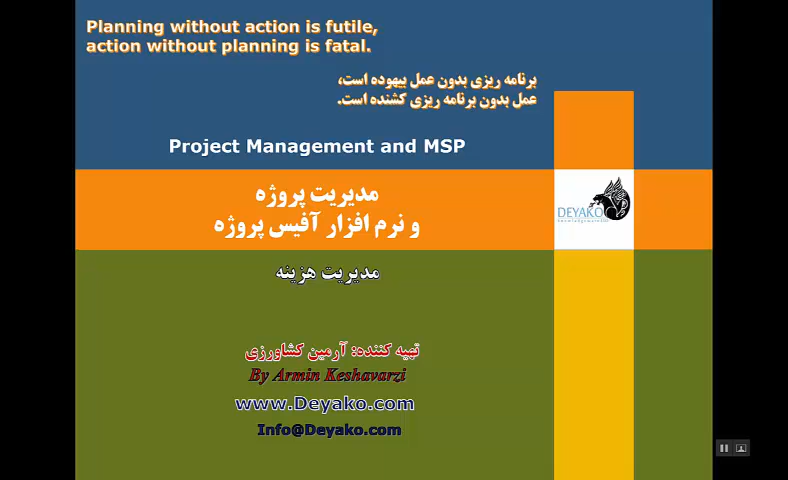 Planning without action is futile,
action without planning is fatal.
برنامه ریزی بدون عمل بیهوده است،
عمل بدون برنامه ریزی کشنده است.
Project Management and MSP
مدیریت پروژه
و نرم افزار آفیس پروژه
DEYAKO
مدیریت هزینه
تهیه کننده: آرمین کشاورزی
By Armin Keshavarzi
www.Deyako.com
Info@Deyako.com